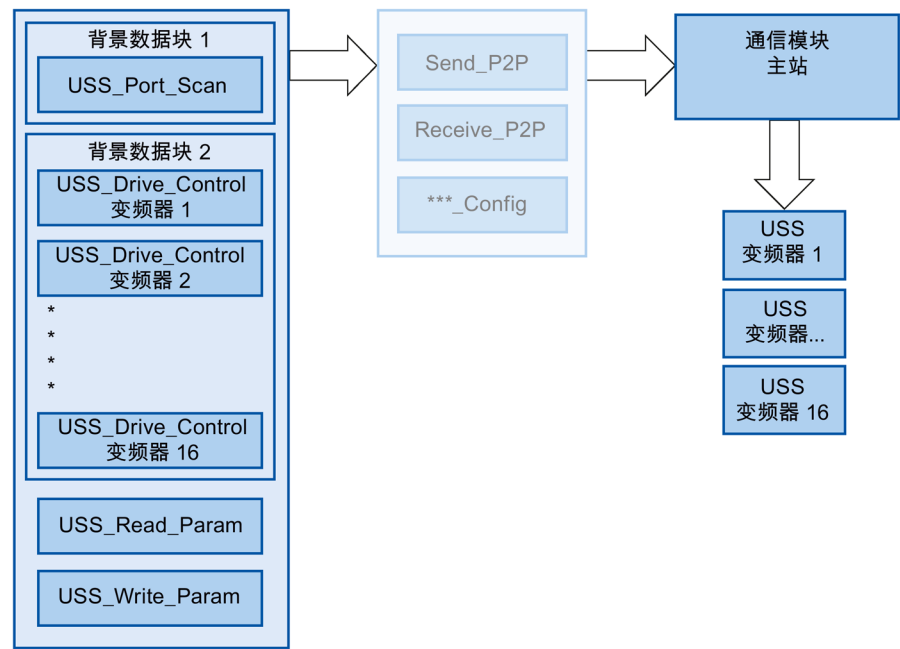 背景数据块 1
USS_Port_Scan
背景数据块 2
USS_Drive_Control
变频器 1
USS_Drive_Control
变频器 2
*
*
*
*
USS_Drive_Control
变频器 16
USS_Read_Param
USS_Write_Param
Send_P2P
Receive_P2P
***_Config
通信模块
主站
USS
变频器 1
USS
变频器...
USS
变频器 16